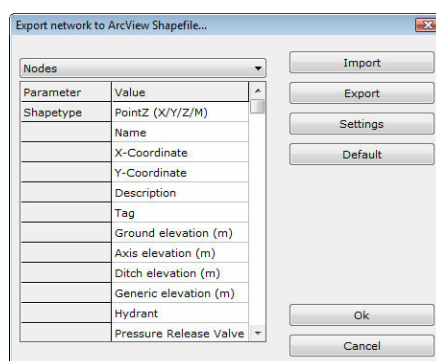 Export network to ArcView Shapefile...
Nodes
Import
Parameter Value
Export
Shapetype PointZ (X/Y/Z/M)
Name
Settings
X-Coordinate
Default
Y-Coordinate
Description
Tag
Ground elevation (m)
Axis elevation (m)
Ditch elevation (m)
Generic elevation (m)
Hydrant
Ok
Pressure Release Valve
Cancel